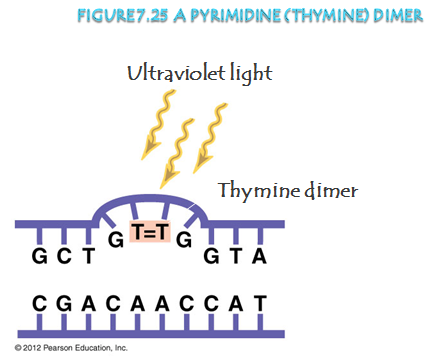 FIGURE7.25 A PYRIMIDINE (THYMINE) DIMER
Ultraviolet light
Thymine dimer
G C T G T=T G G T A
C G A C A A C C A T
© 2012 Pearson Education, Inc.